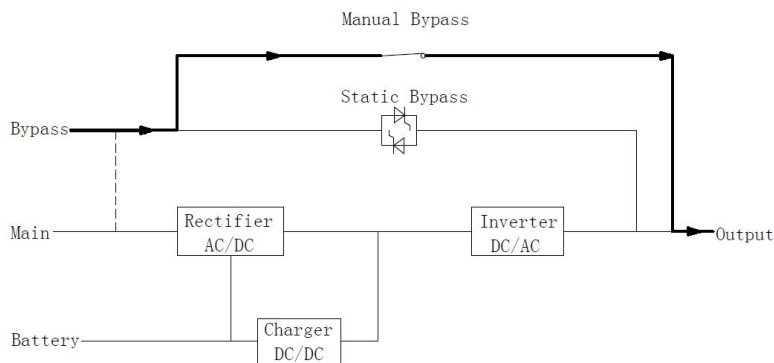 Manual Bypass
Static Bypass
Bypass
Rectifier
AC/DC
Inverter
DC/AC
Main
Output
Battery
Charger
DC/DC